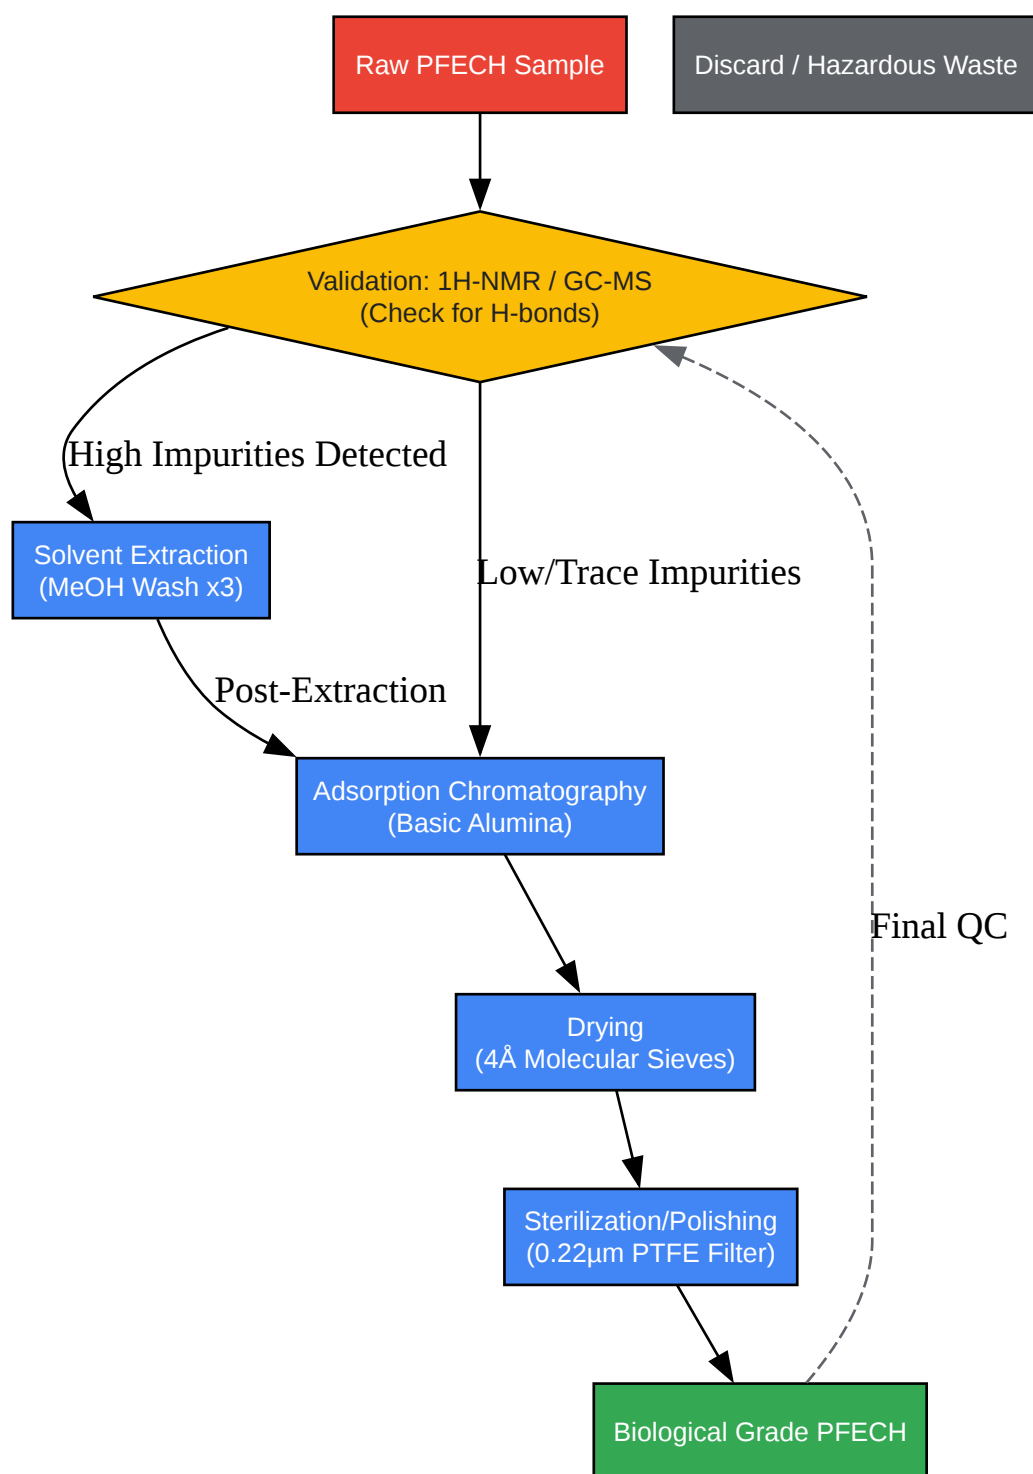 Raw PFECH Sample
Discard / Hazardous Waste
Validation: 1H-NMR / GC-MS
(Check for H-bonds)
High Impurities Detected
Solvent Extraction
(MeOH Wash x3)
Low/Trace Impurities
Post-Extraction
Adsorption Chromatography
(Basic Alumina)
Final QC
Drying
(4Å Molecular Sieves)
Sterilization/Polishing
(0.22µm PTFE Filter)
Biological Grade PFECH